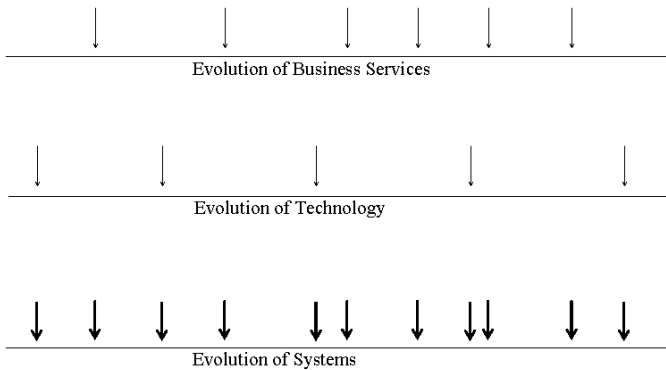 Evolution of Business Services
Evolution of Technology
Evolution of Systems